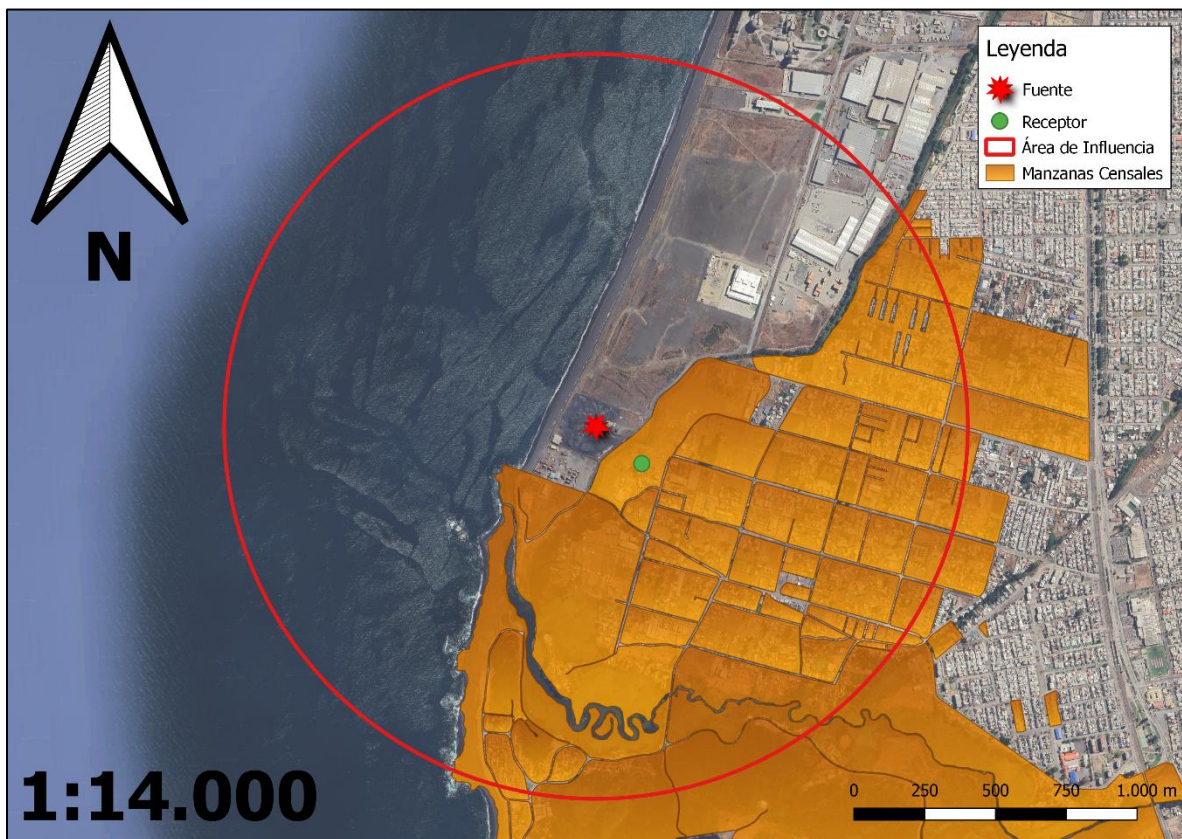 Leyenda
Fuente
Receptor
Área de Influencia
Manzanas Censales
N
1:14.000
0 250 500 750 1.000 m